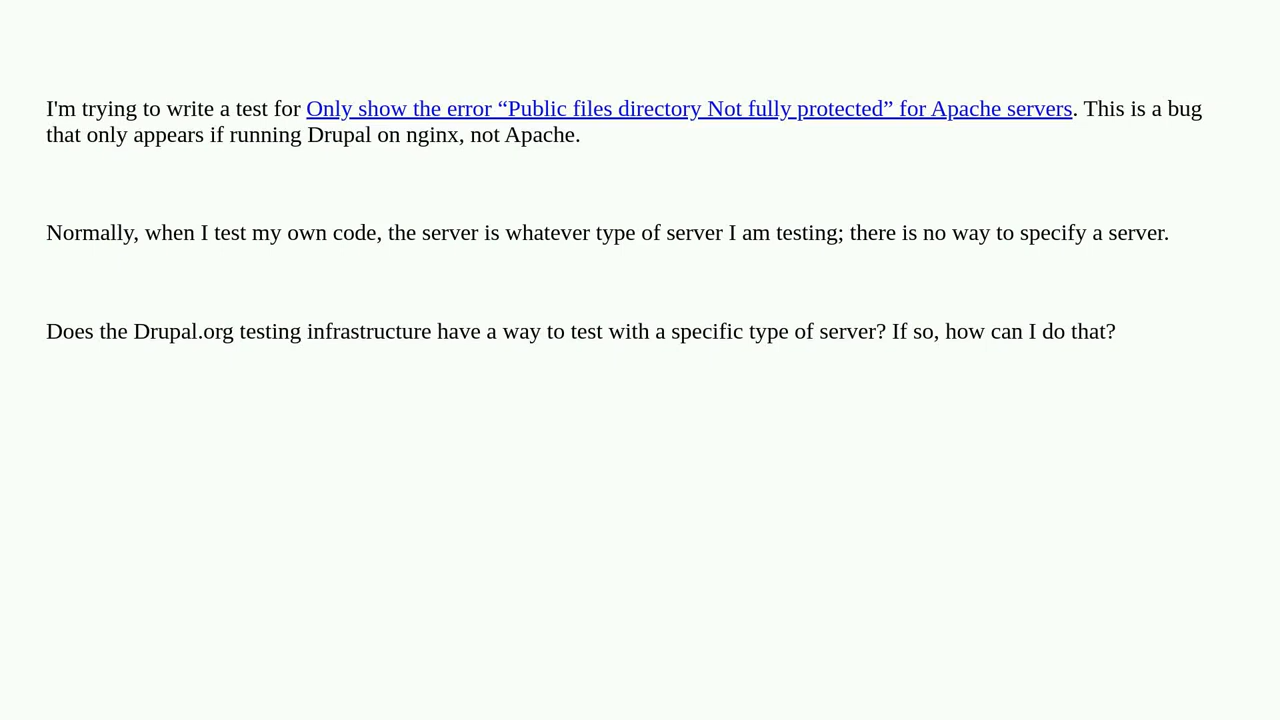 I'm trying to write a test for Only show the error “Public files directory Not fully protected” for Apache servers. This is a bug
that only appears if running Drupal on nginx, not Apache.
Normally, when I test my own code, the server is whatever type of server I am testing; there is no way to specify a server.
Does the Drupal.org testing infrastructure have a way to test with a specific type of server? If so, how can I do that?